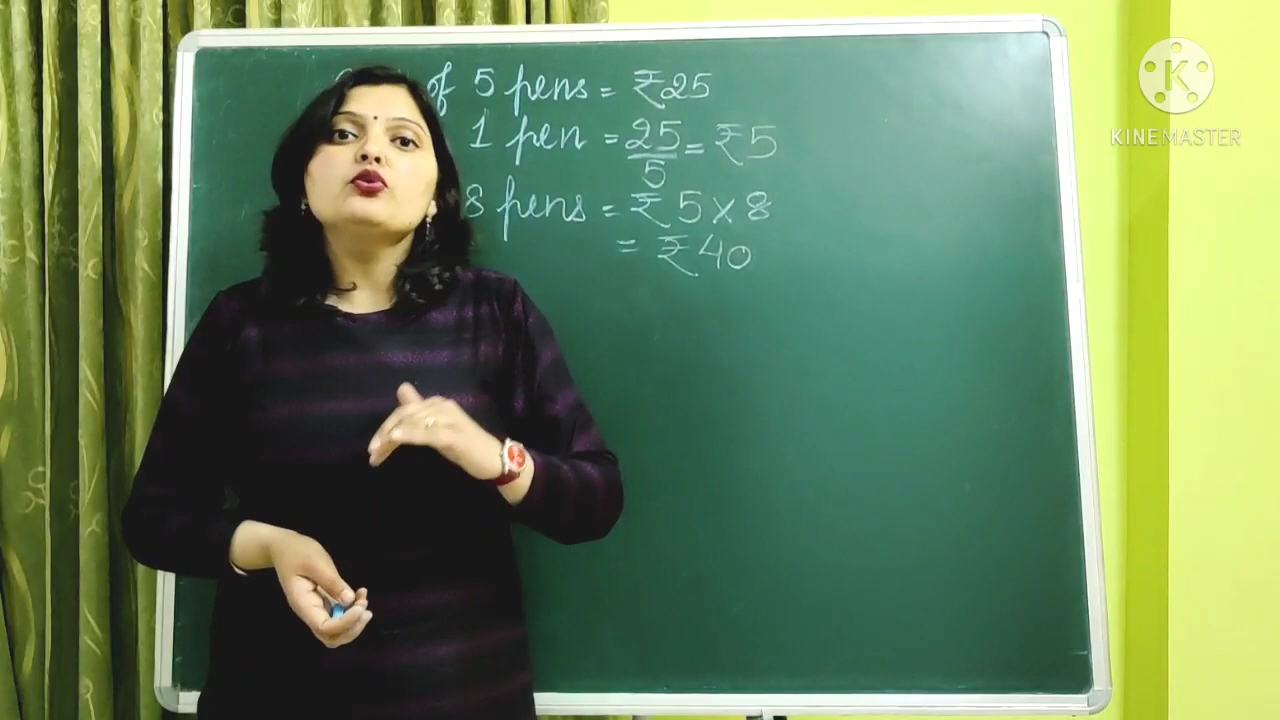 of 5 pens = ₹25
1 pen = 25/5 = ₹5
8 pens = ₹ 5 × 8
= ₹40
K
KINEMASTER